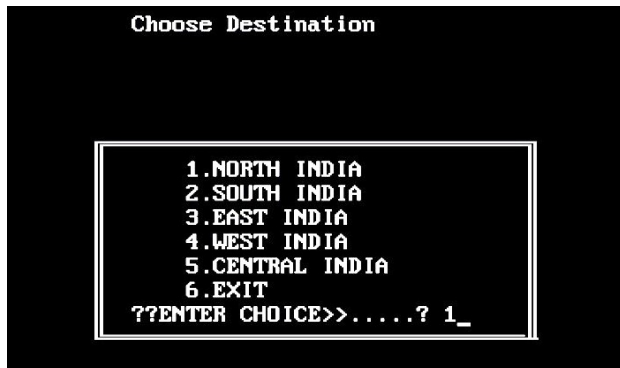 Choose Destination
1.NORTH INDIA
2.SOUTH INDIA
3.EAST INDIA
4.WEST INDIA
5.CENTRAL INDIA
6.EXIT
??ENTER CHOICE>>.....? 1_